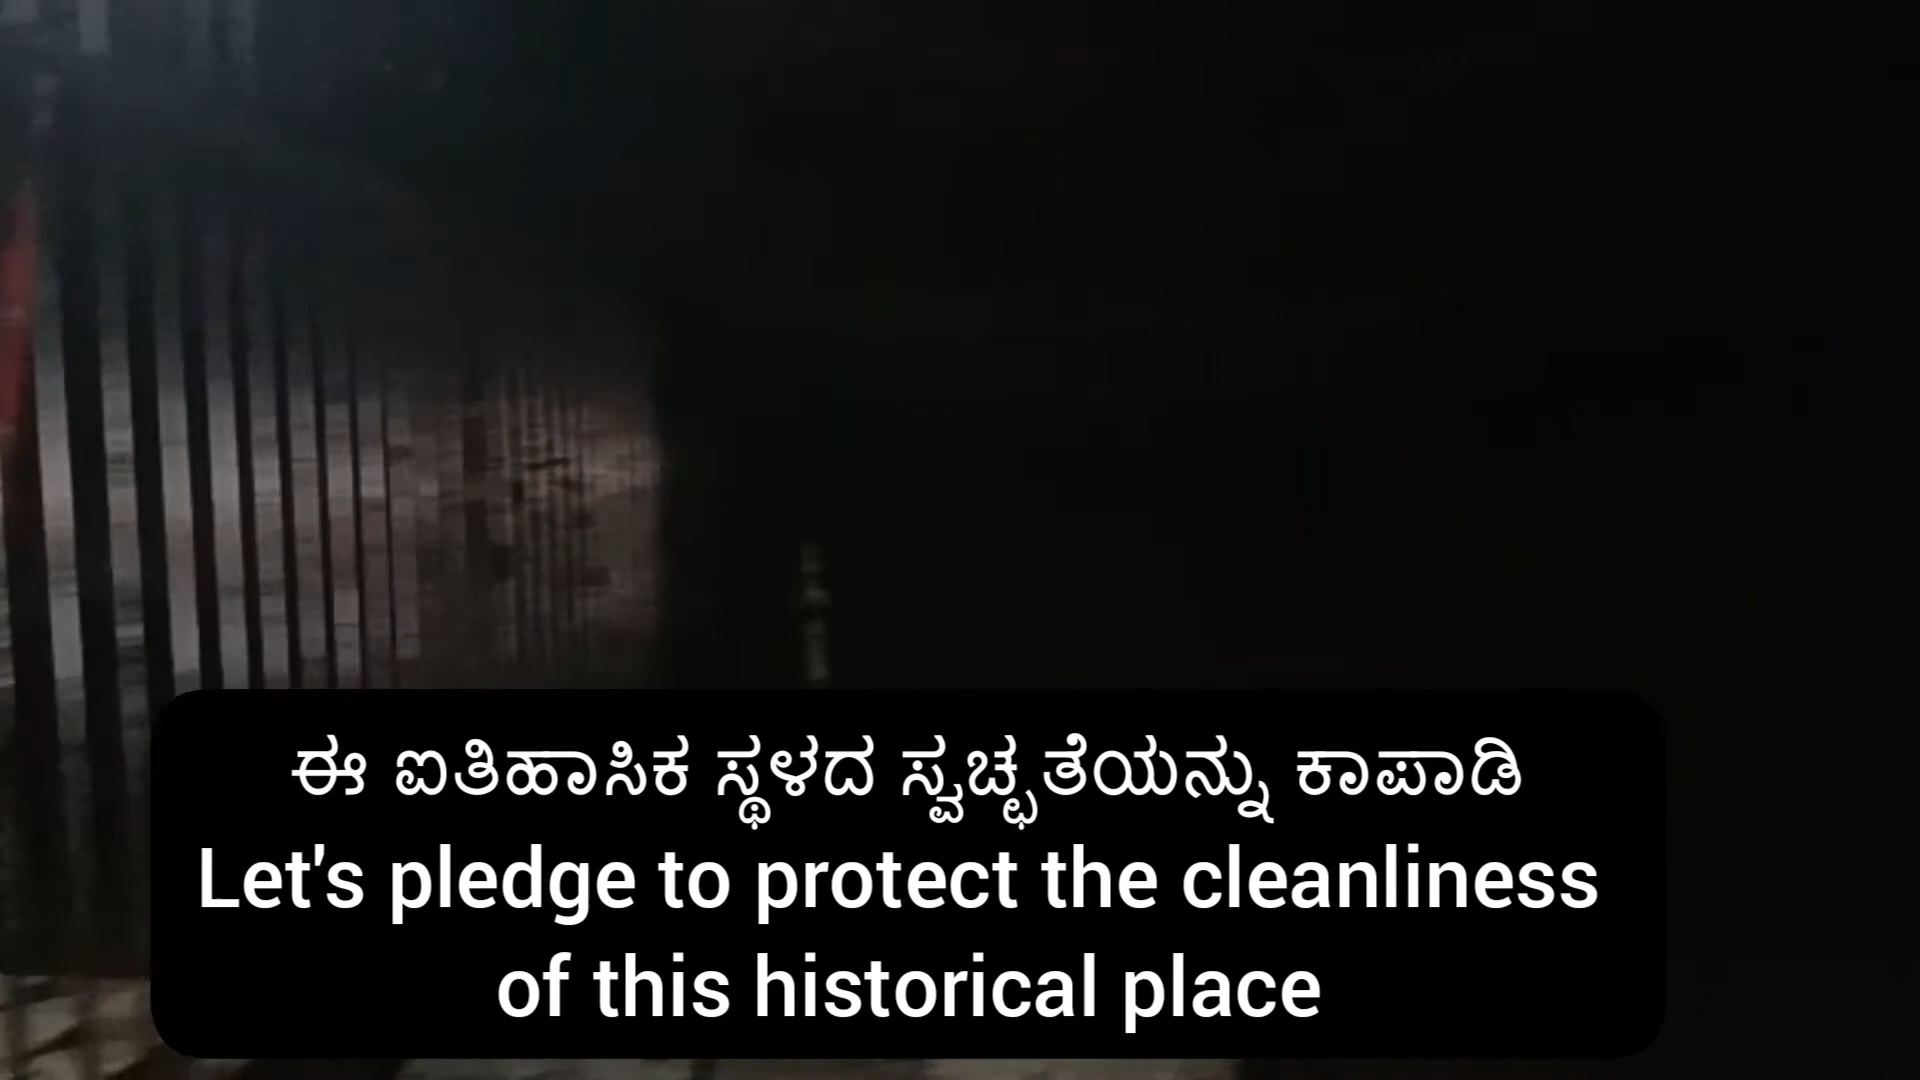 ಈ ಐತಿಹಾಸಿಕ ಸ್ಥಳದ ಸ್ವಚ್ಛತೆಯನ್ನು ಕಾಪಾಡಿ
Let's pledge to protect the cleanliness
of this historical place